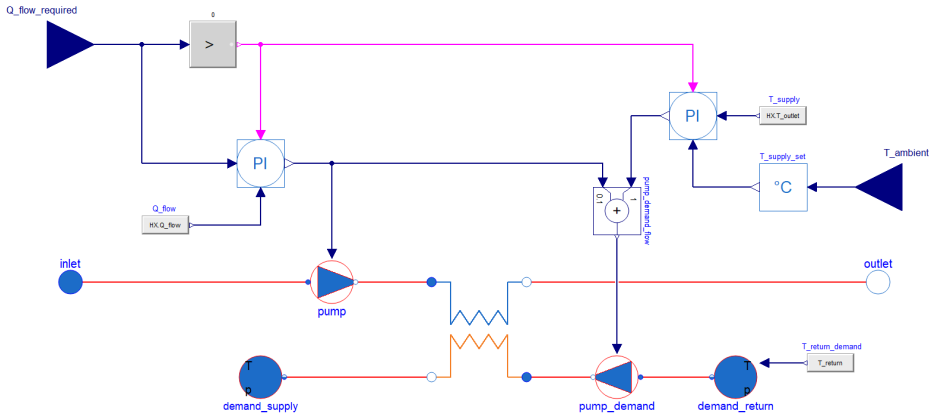 Q_flow_required
0
>
PI
T_supply
HX.T_outlet
PI
T_supply_set
°C
T_ambient
Q_flow
HX.Q_flow
0.1
1
+
pump_demand_flow
inlet
pump
outlet
T_return_demand
T_return
T
p
demand_supply
pump_demand
T
p
demand_return